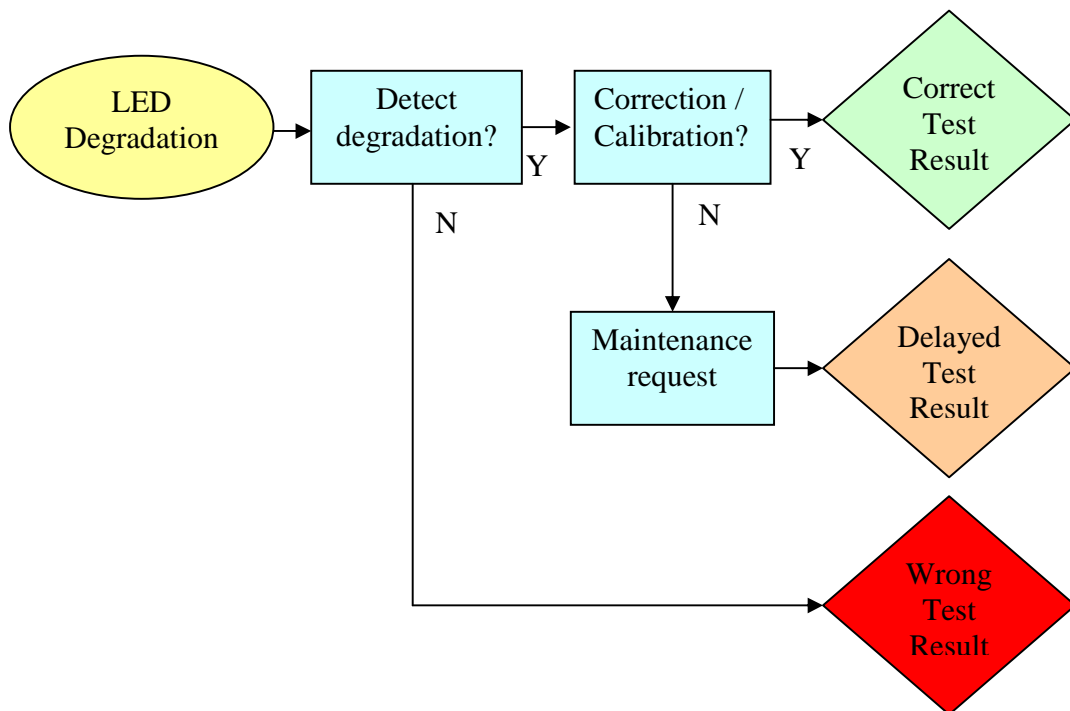 LED
Degradation
Detect
degradation?
Y
N
Correction /
Calibration?
Y
N
Correct
Test
Result
Maintenance
request
Delayed
Test
Result
Wrong
Test
Result